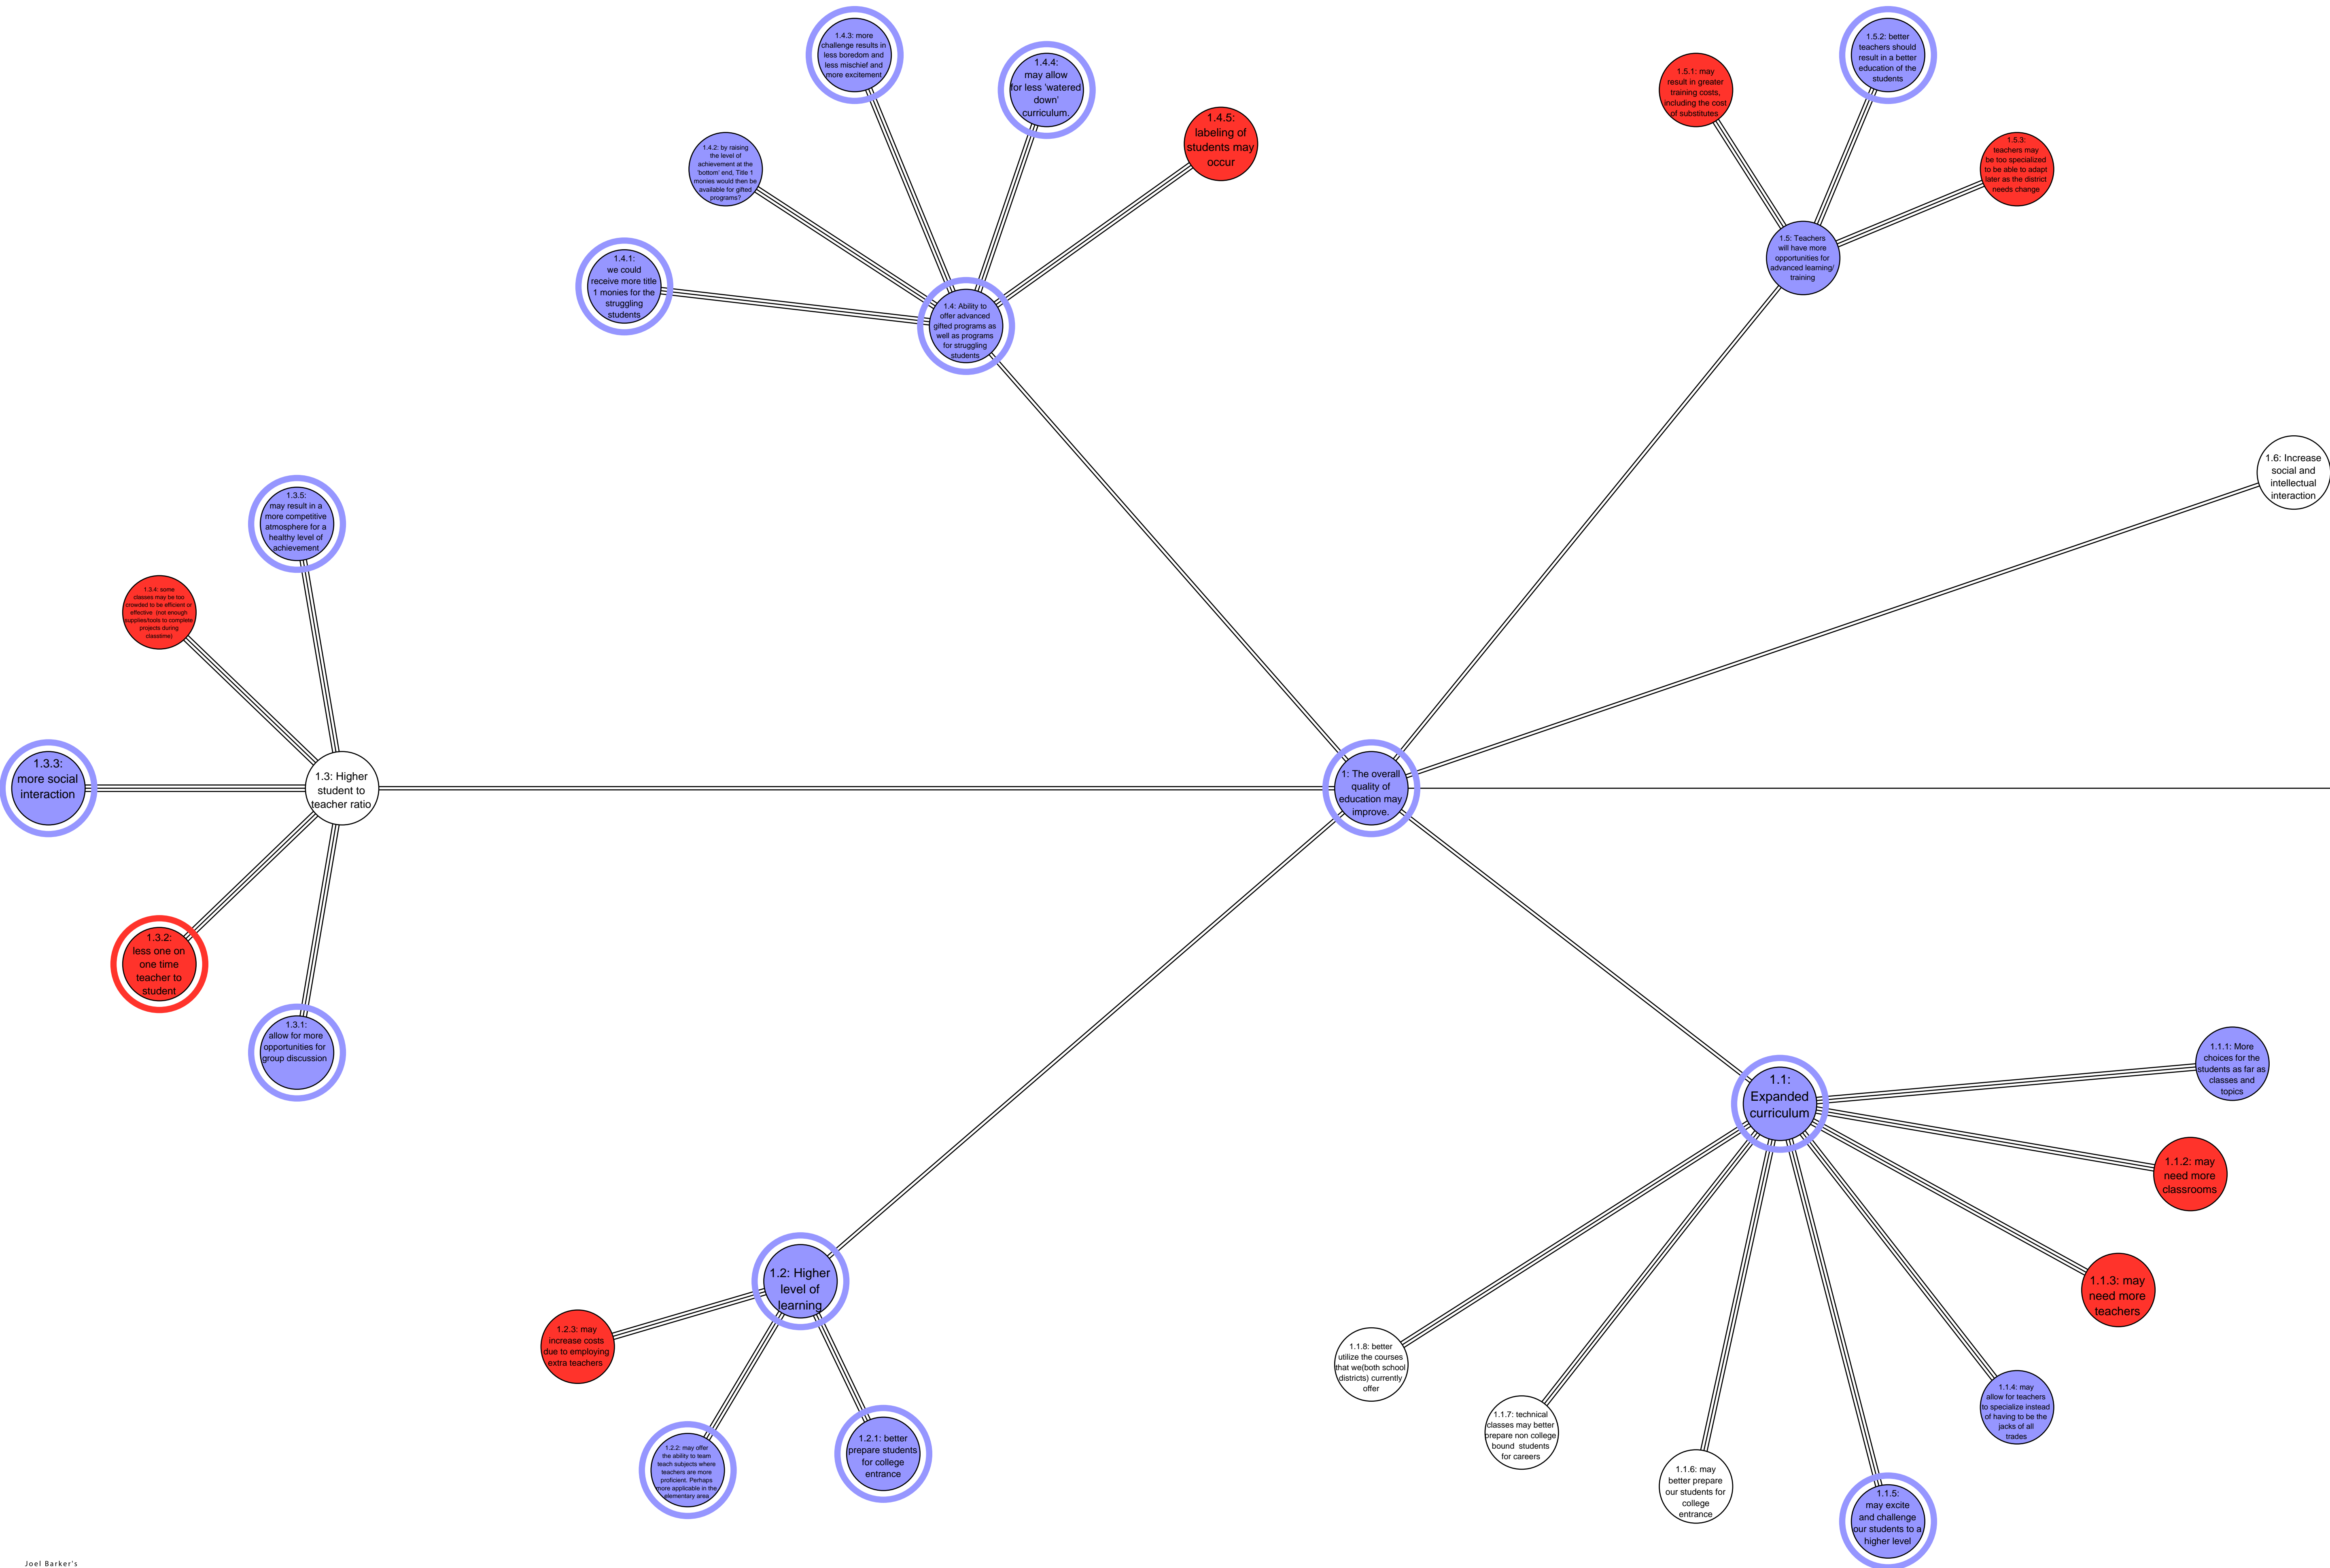 1.4.3: more
challenge results in
less boredom and
less mischief and
more excitement
1.4.4:
may allow
for less 'watered
down'
curriculum.
1.4.5:
labeling of
students may
occur
1.4.2: by raising
the level of
achievement at the
'bottom' end, Title 1
monies would then be
available for gifted
programs?
1.4.1:
we could
receive more title
1 monies for the
struggling
students
1.4: Ability to
offer advanced
gifted programs as
well as programs
for struggling
students
1.5.2: better
teachers should
result in a better
education of the
students
1.5.1: may
result in greater
training costs,
including the cost
of substitutes
1.5.3:
teachers may
be too specialized
to be able to adapt
later as the district
needs change
1.5: Teachers
will have more
opportunities for
advanced learning/
training
1.6: Increase
social and
intellectual
interaction
1.3.5:
may result in a
more competitive
atmosphere for a
healthy level of
achievement
1.3.4: some
classes may be too
crowded to be efficient or
effective (not enough
supplies/tools to complete
projects during
classtime)
1.3.3:
more social
interaction
1.3: Higher
student to
teacher ratio
1.3.2:
less one on
one time
teacher to
student
1.3.1:
allow for more
opportunities for
group discussion
1: The overall
quality of
education may
improve.
1.1:
Expanded
curriculum
1.1.1: More
choices for the
students as far as
classes and
topics
1.1.2: may
need more
classrooms
1.1.3: may
need more
teachers
1.1.4: may
allow for teachers
to specialize instead
of having to be the
jacks of all
trades
1.1.5:
may excite
and challenge
our students to a
higher level
1.1.6: may
better prepare
our students for
college
entrance
1.1.7: technical
classes may better
prepare non college
bound students
for careers
1.1.8: better
utilize the courses
that we(both school
districts) currently
offer
1.2: Higher
level of
learning
1.2.3: may
increase costs
due to employing
extra teachers
1.2.2: may offer
the ability to team
teach subjects where
teachers are more
proficient. Perhaps
more applicable in the
elementary area
1.2.1: better
prepare students
for college
entrance
Joel Barker's